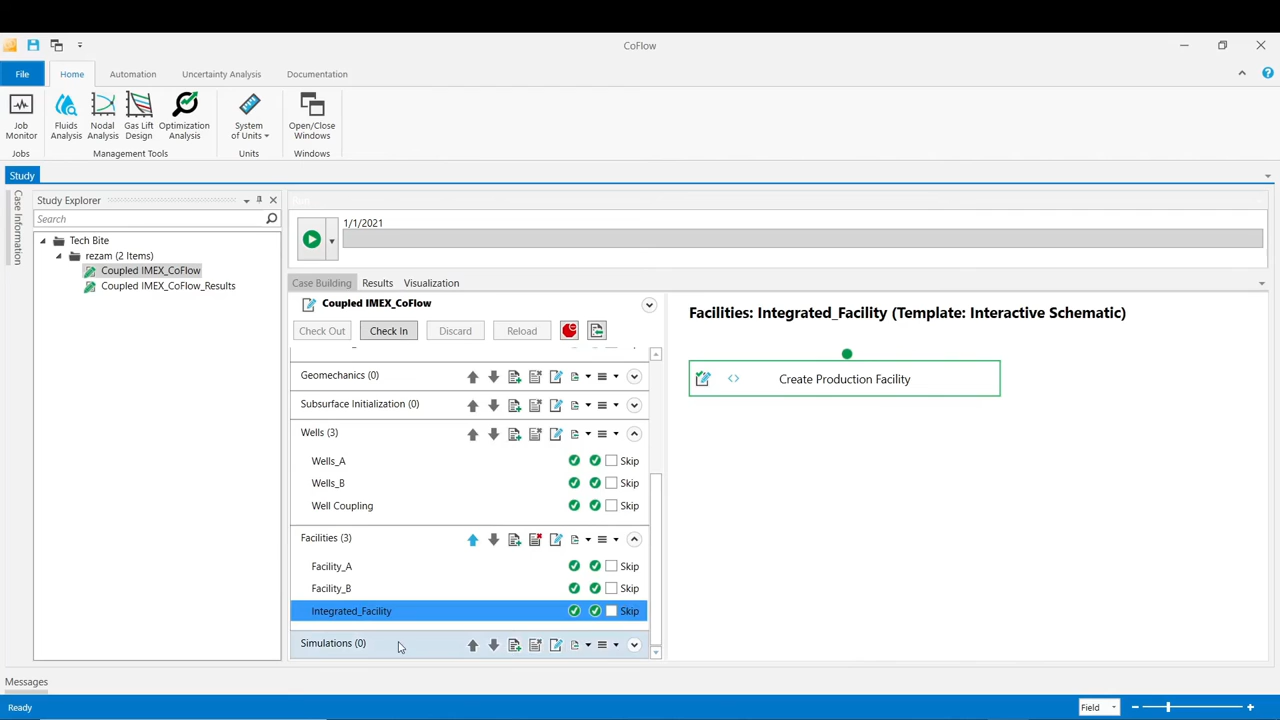 CoFlow
File
Home
Automation
Uncertainty Analysis
Documentation
Job Monitor
Fluids Analysis
Nodal Analysis
Gas Lift Design
Optimization Analysis
System of Units
Open/Close Windows
Jobs
Management Tools
Units
Windows
Study
Case Information
Study Explorer
Search
Tech Bite
rezam (2 Items)
Coupled IMEX_CoFlow
Coupled IMEX_CoFlow_Results
1/1/2021
Case Building
Results
Visualization
Coupled IMEX_CoFlow
Check Out
Check In
Discard
Reload
Skip
Geomechanics (0)
Subsurface Initialization (0)
Wells (3)
Wells_A
Skip
Wells_B
Skip
Well Coupling
Skip
Facilities (3)
Facility_A
Skip
Facility_B
Skip
Integrated_Facility
Skip
Simulations (0)
Facilities: Integrated_Facility (Template: Interactive Schematic)
Create Production Facility
Messages
Ready
Field